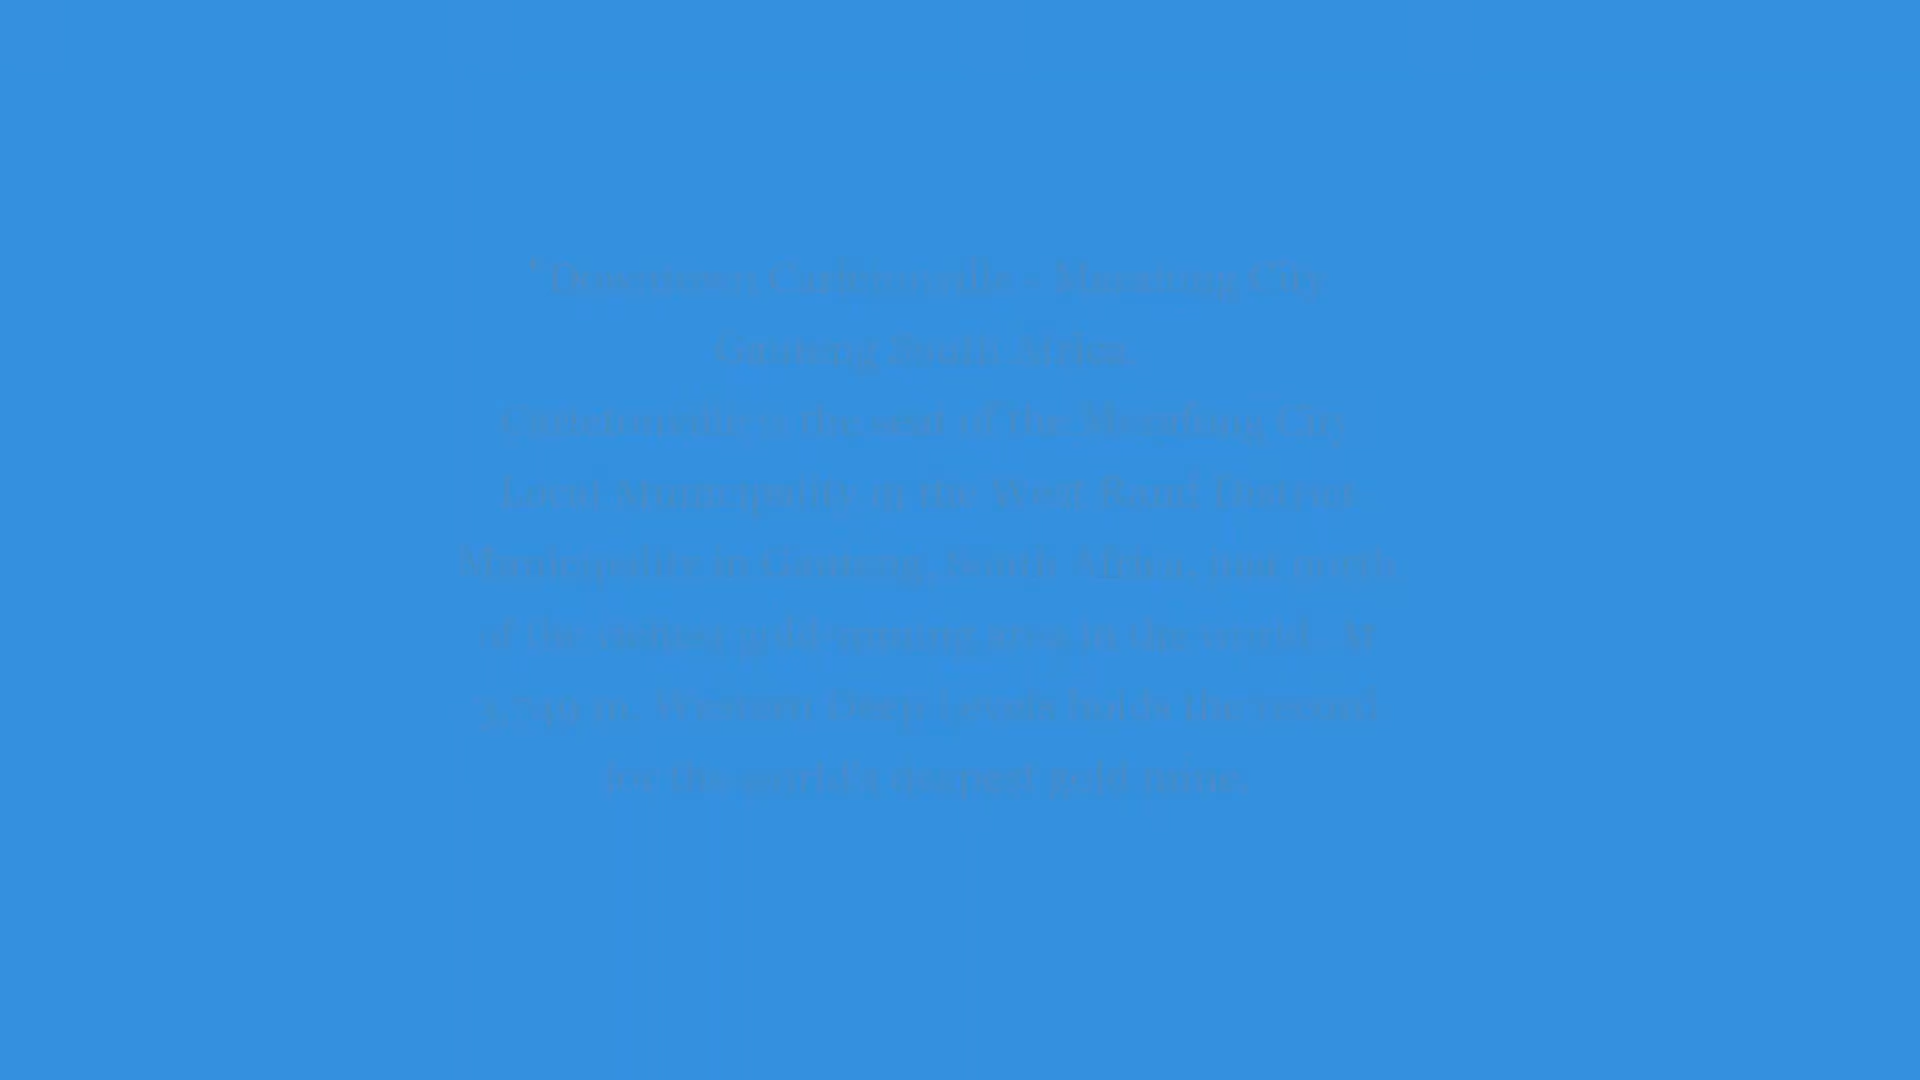 "Downtown Carletonville - Merafong City
Gauteng South Africa.
Carletonville is the seat of the Merafong City
Local Municipality in the West Rand District
Municipality in Gauteng, South Africa, just north
of the richest gold mining area in the world. At
3,749 m, Western Deep Levels holds the record
for the world's deepest gold mine.